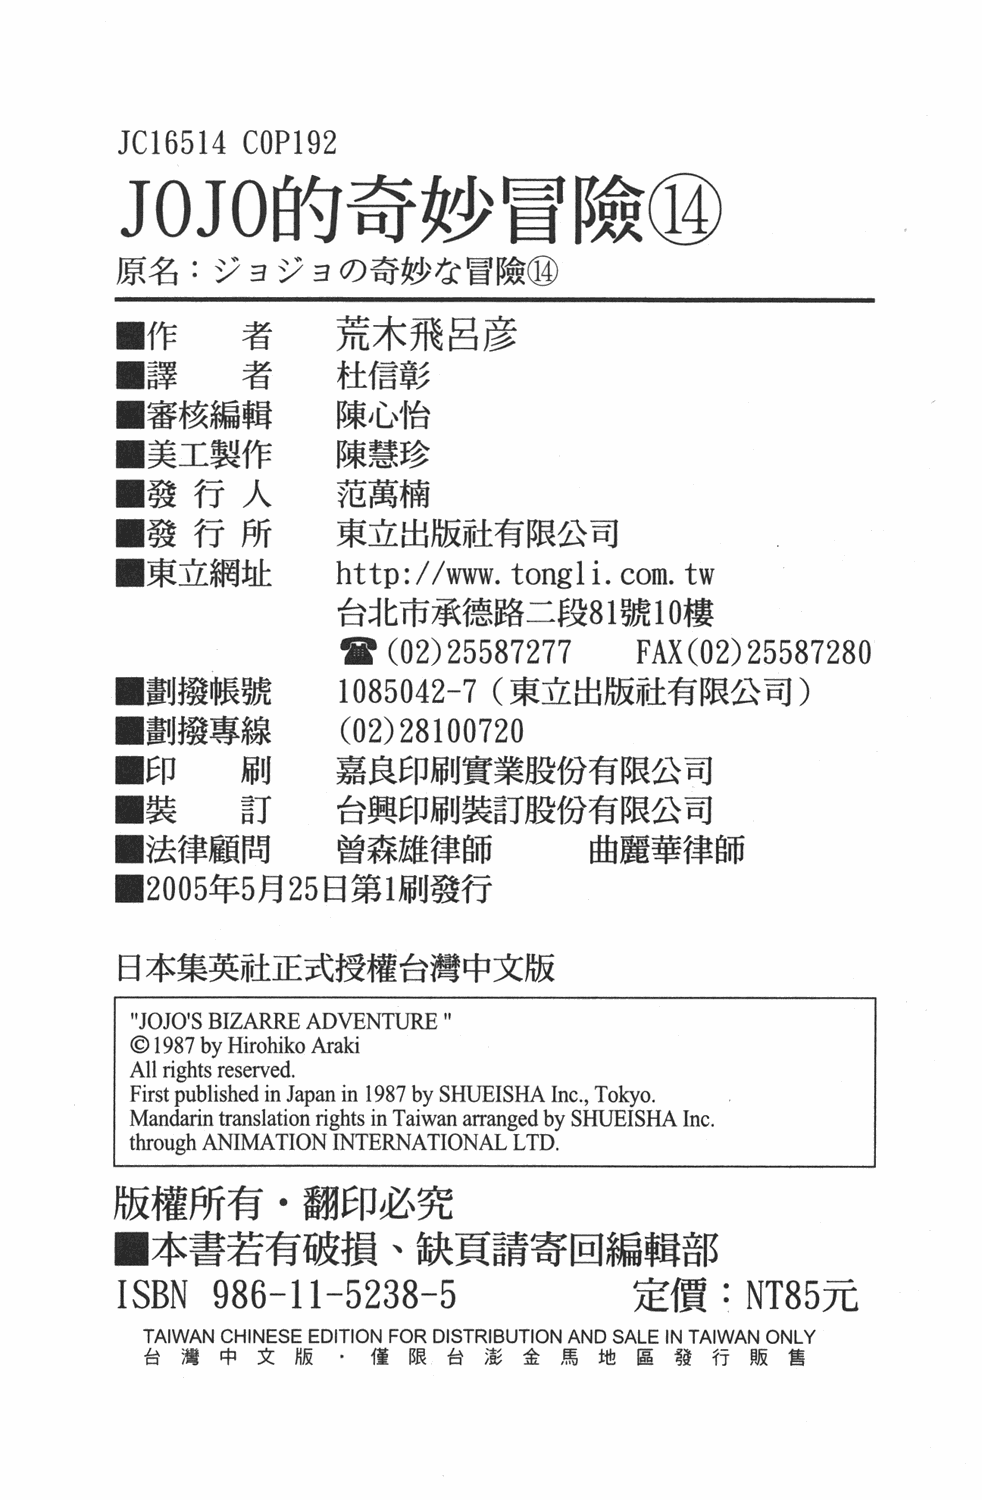 JC16514 COP192
JOJO的奇妙冒險⑭
原名：ジョジョの奇妙な冒險⑭
■作　　者　　荒木飛呂彦
■譯　　者　　杜信彰
■審核編輯　　陳心怡
■美工製作　　陳慧珍
■發 行 人　　范萬楠
■發 行 所　　東立出版社有限公司
■東立網址　　http://www.tongli.com.tw
台北市承德路二段81號10樓
☎(02)25587277　　FAX(02)25587280
■劃撥帳號　　1085042-7（東立出版社有限公司）
■劃撥專線　　(02)28100720
■印　　刷　　嘉良印刷實業股份有限公司
■裝　　訂　　台興印刷裝訂股份有限公司
■法律顧問　　曾森雄律師　　曲麗華律師
■2005年5月25日第1刷發行
日本集英社正式授權台灣中文版
"JOJO'S BIZARRE ADVENTURE "
©1987 by Hirohiko Araki
All rights reserved.
First published in Japan in 1987 by SHUEISHA Inc., Tokyo.
Mandarin translation rights in Taiwan arranged by SHUEISHA Inc.
through ANIMATION INTERNATIONAL LTD.
版權所有・翻印必究
■本書若有破損、缺頁請寄回編輯部
ISBN 986-11-5238-5　　定價：NT85元
TAIWAN CHINESE EDITION FOR DISTRIBUTION AND SALE IN TAIWAN ONLY
台灣中文版・僅限台澎金馬地區發行販售